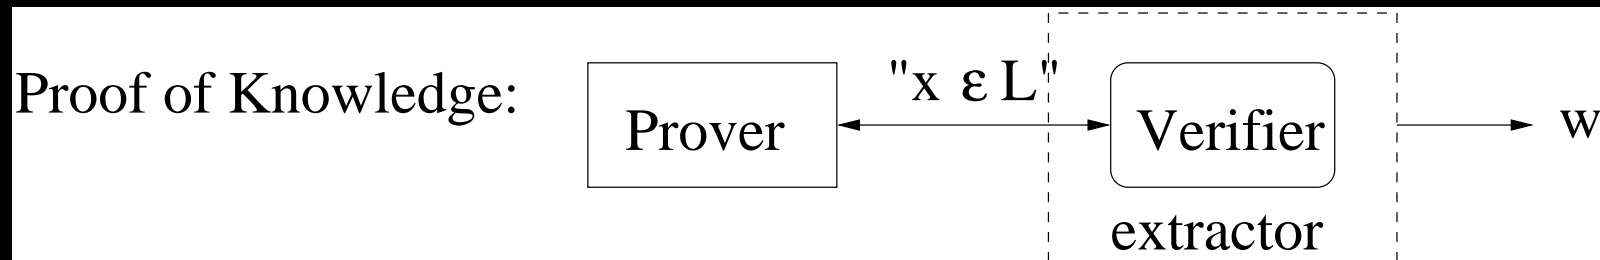 Proof of Knowledge:
Prover
"x ε L"
Verifier
w
extractor